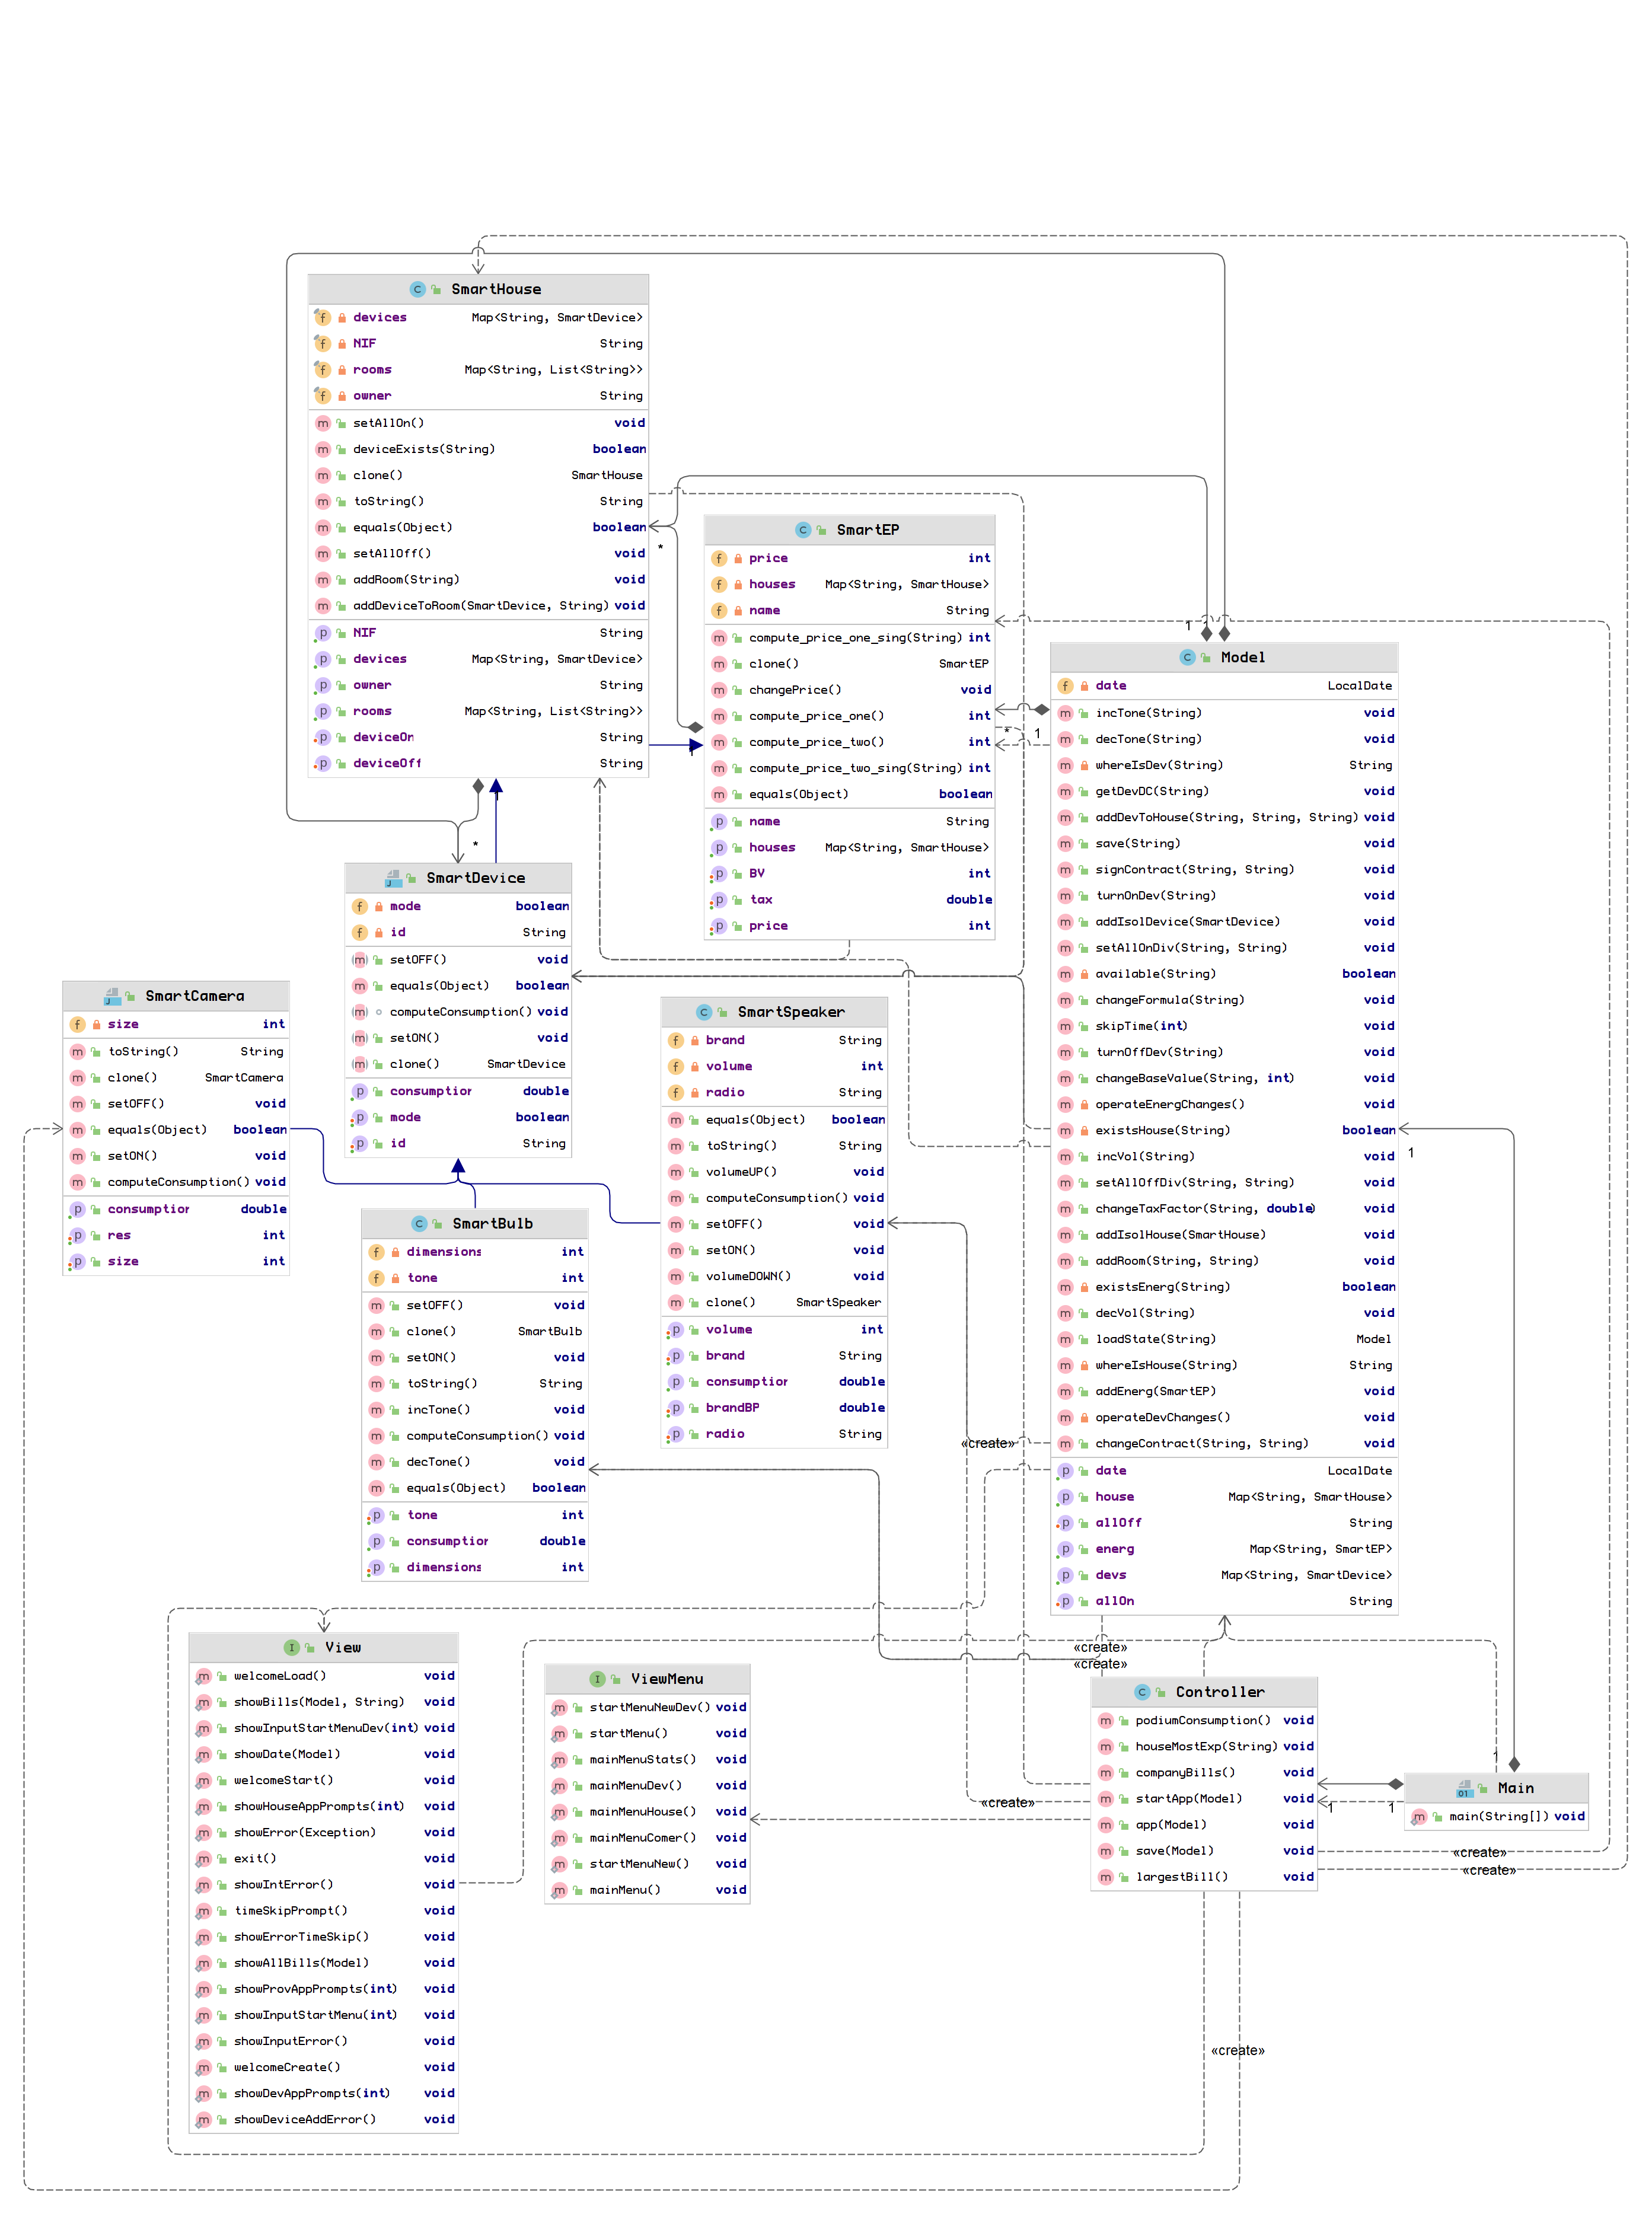 SmartHouse
devices Map<String, SmartDevice>
NIF String
rooms Map<String, List<String>>
owner String
setAllOn() void
deviceExists(String) boolean
clone() SmartHouse
toString() String
equals(Object) boolean
setAllOff() void
addRoom(String) void
addDeviceToRoom(SmartDevice, String) void
NIF String
devices Map<String, SmartDevice>
owner String
rooms Map<String, List<String>>
deviceOn String
deviceOff String
*
SmartEP
price int
houses Map<String, SmartHouse>
name String
compute_price_one_sing(String) int
clone() SmartEP
changePrice() void
compute_price_one() int
compute_price_two() int
compute_price_two_sing(String) int
equals(Object) boolean
name String
houses Map<String, SmartHouse>
BV int
tax double
price int
1
*
1
Model
date LocalDate
incTone(String) void
decTone(String) void
whereIsDev(String) String
getDevDC(String) void
addDevToHouse(String, String, String) void
save(String) void
signContract(String, String) void
turnOnDev(String) void
addIsolDevice(SmartDevice) void
setAllOnDiv(String, String) void
available(String) boolean
changeFormula(String) void
skipTime(int) void
turnOffDev(String) void
changeBaseValue(String, int) void
operateEnergChanges() void
existsHouse(String) boolean
incVol(String) void
setAllOffDiv(String, String) void
changeTaxFactor(String, double) void
addIsolHouse(SmartHouse) void
addRoom(String, String) void
existsEnerg(String) boolean
decVol(String) void
loadState(String) Model
whereIsHouse(String) String
addEnerg(SmartEP) void
operateDevChanges() void
changeContract(String, String) void
date LocalDate
house Map<String, SmartHouse>
allOff String
energ Map<String, SmartEP>
devs Map<String, SmartDevice>
allOn String
1
*
SmartDevice
mode boolean
id String
setOFF() void
equals(Object) boolean
computeConsumption() void
setON() void
clone() SmartDevice
consumption double
mode boolean
id String
SmartCamera
size int
toString() String
clone() SmartCamera
setOFF() void
equals(Object) boolean
setON() void
computeConsumption() void
consumption double
res int
size int
SmartSpeaker
brand String
volume int
radio String
equals(Object) boolean
toString() String
volumeUP() void
computeConsumption() void
setOFF() void
setON() void
volumeDOWN() void
clone() SmartSpeaker
volume int
brand String
consumption double
brandBP double
radio String
SmartBulb
dimensions int
tone int
setOFF() void
clone() SmartBulb
setON() void
toString() String
incTone() void
computeConsumption() void
decTone() void
equals(Object) boolean
tone int
consumption double
dimensions int
«create»
«create»
«create»
View
welcomeLoad() void
showBills(Model, String) void
showInputStartMenuDev(int) void
showDate(Model) void
welcomeStart() void
showHouseAppPrompts(int) void
showError(Exception) void
exit() void
showIntError() void
timeSkipPrompt() void
showErrorTimeSkip() void
showAllBills(Model) void
showProvAppPrompts(int) void
showInputStartMenu(int) void
showInputError() void
welcomeCreate() void
showDevAppPrompts(int) void
showDeviceAddError() void
ViewMenu
startMenuNewDev() void
startMenu() void
mainMenuStats() void
mainMenuDev() void
mainMenuHouse() void
mainMenuComer() void
startMenuNew() void
mainMenu() void
«create»
Controller
podiumConsumption() void
houseMostExp(String) void
companyBills() void
startApp(Model) void
app(Model) void
save(Model) void
largestBill() void
1
1
1
Main
main(String[]) void
«create»
«create»
«create»